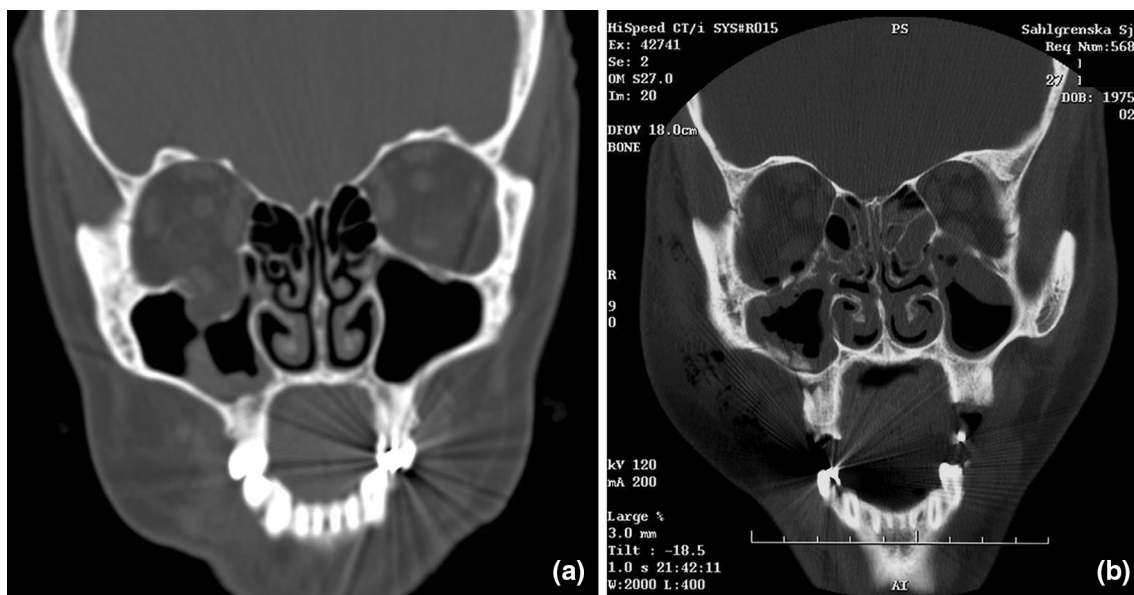 HiSpeed CT/i SYS#R015
Ex: 42741
Se: 2
OM S27.0
Im: 20
DFOV 18.0cm
BONE
PS
Sahlgrenska Sj
Req Num:568
]
27 ]
DOB: 1975
02
R
9
0
kV 120
mA 200
Large %
3.0 mm
Tilt : -18.5
1.0 s 21:42:11
W:2000 L:400
AI
(a)
(b)